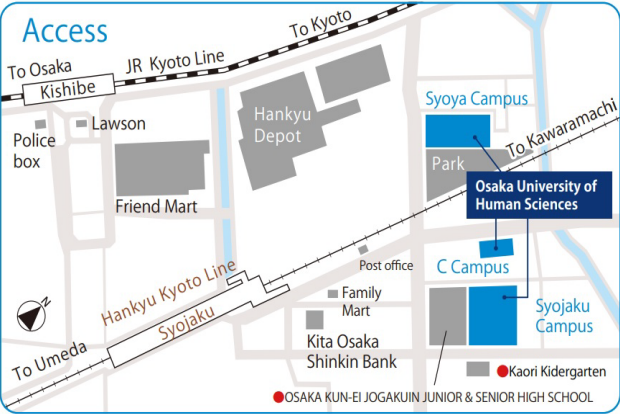 Access
To Kyoto
JR Kyoto Line
To Osaka
Kishibe
Lawson
Police
box
Hankyu
Depot
Syoya Campus
To Kawaramachi
Park
Friend Mart
Osaka University of
Human Sciences
Post office
C Campus
Hankyu Kyoto Line
Syojaku
Family
Mart
Syojaku
Campus
Kita Osaka
Shinkin Bank
N
To Umeda
Kaori Kidergarten
OSAKA KUN-EI JOGAKUIN JUNIOR & SENIOR HIGH SCHOOL